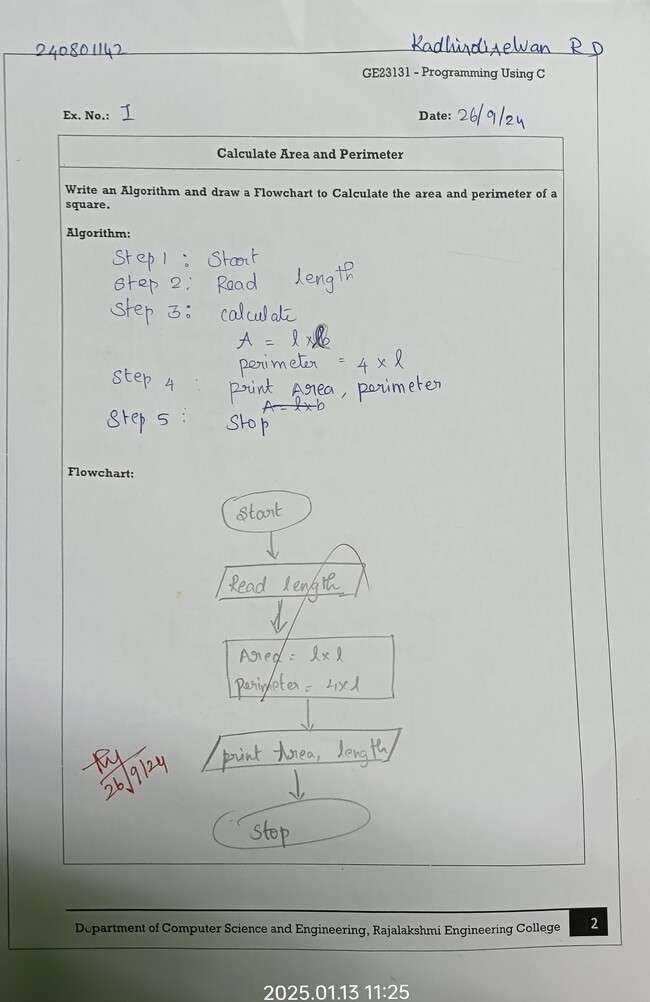 240801142
Kadhirdiselvan R D
GE23131 - Programming Using C
Ex. No.: I
Date: 26/9/24
Calculate Area and Perimeter
Write an Algorithm and draw a Flowchart to Calculate the area and perimeter of a
square.
Algorithm:
Step 1 : Start
Step 2: Read length
Step 3: calculate
A = l x
perimeter = 4 x l
Step 4 : print Area, perimeter
A = l x b
Step 5 : Stop
Flowchart:
Start
Read length
Area = l x l
Perimeter = 4 x l
print Area, length
26/9/24
Stop
Department of Computer Science and Engineering, Rajalakshmi Engineering College 2
2025.01.13 11:25